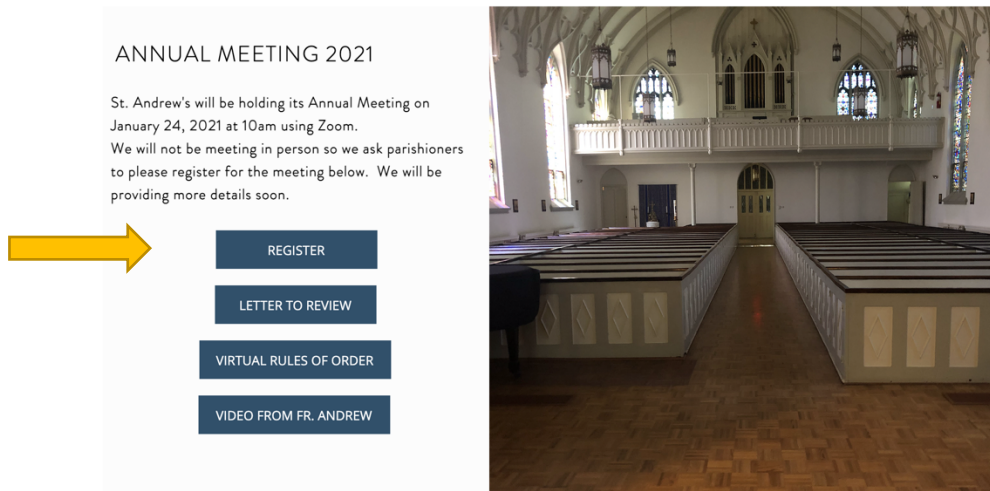 ANNUAL MEETING 2021
St. Andrew's will be holding its Annual Meeting on
January 24, 2021 at 10am using Zoom.
We will not be meeting in person so we ask parishioners
to please register for the meeting below. We will be
providing more details soon.
REGISTER
LETTER TO REVIEW
VIRTUAL RULES OF ORDER
VIDEO FROM FR. ANDREW